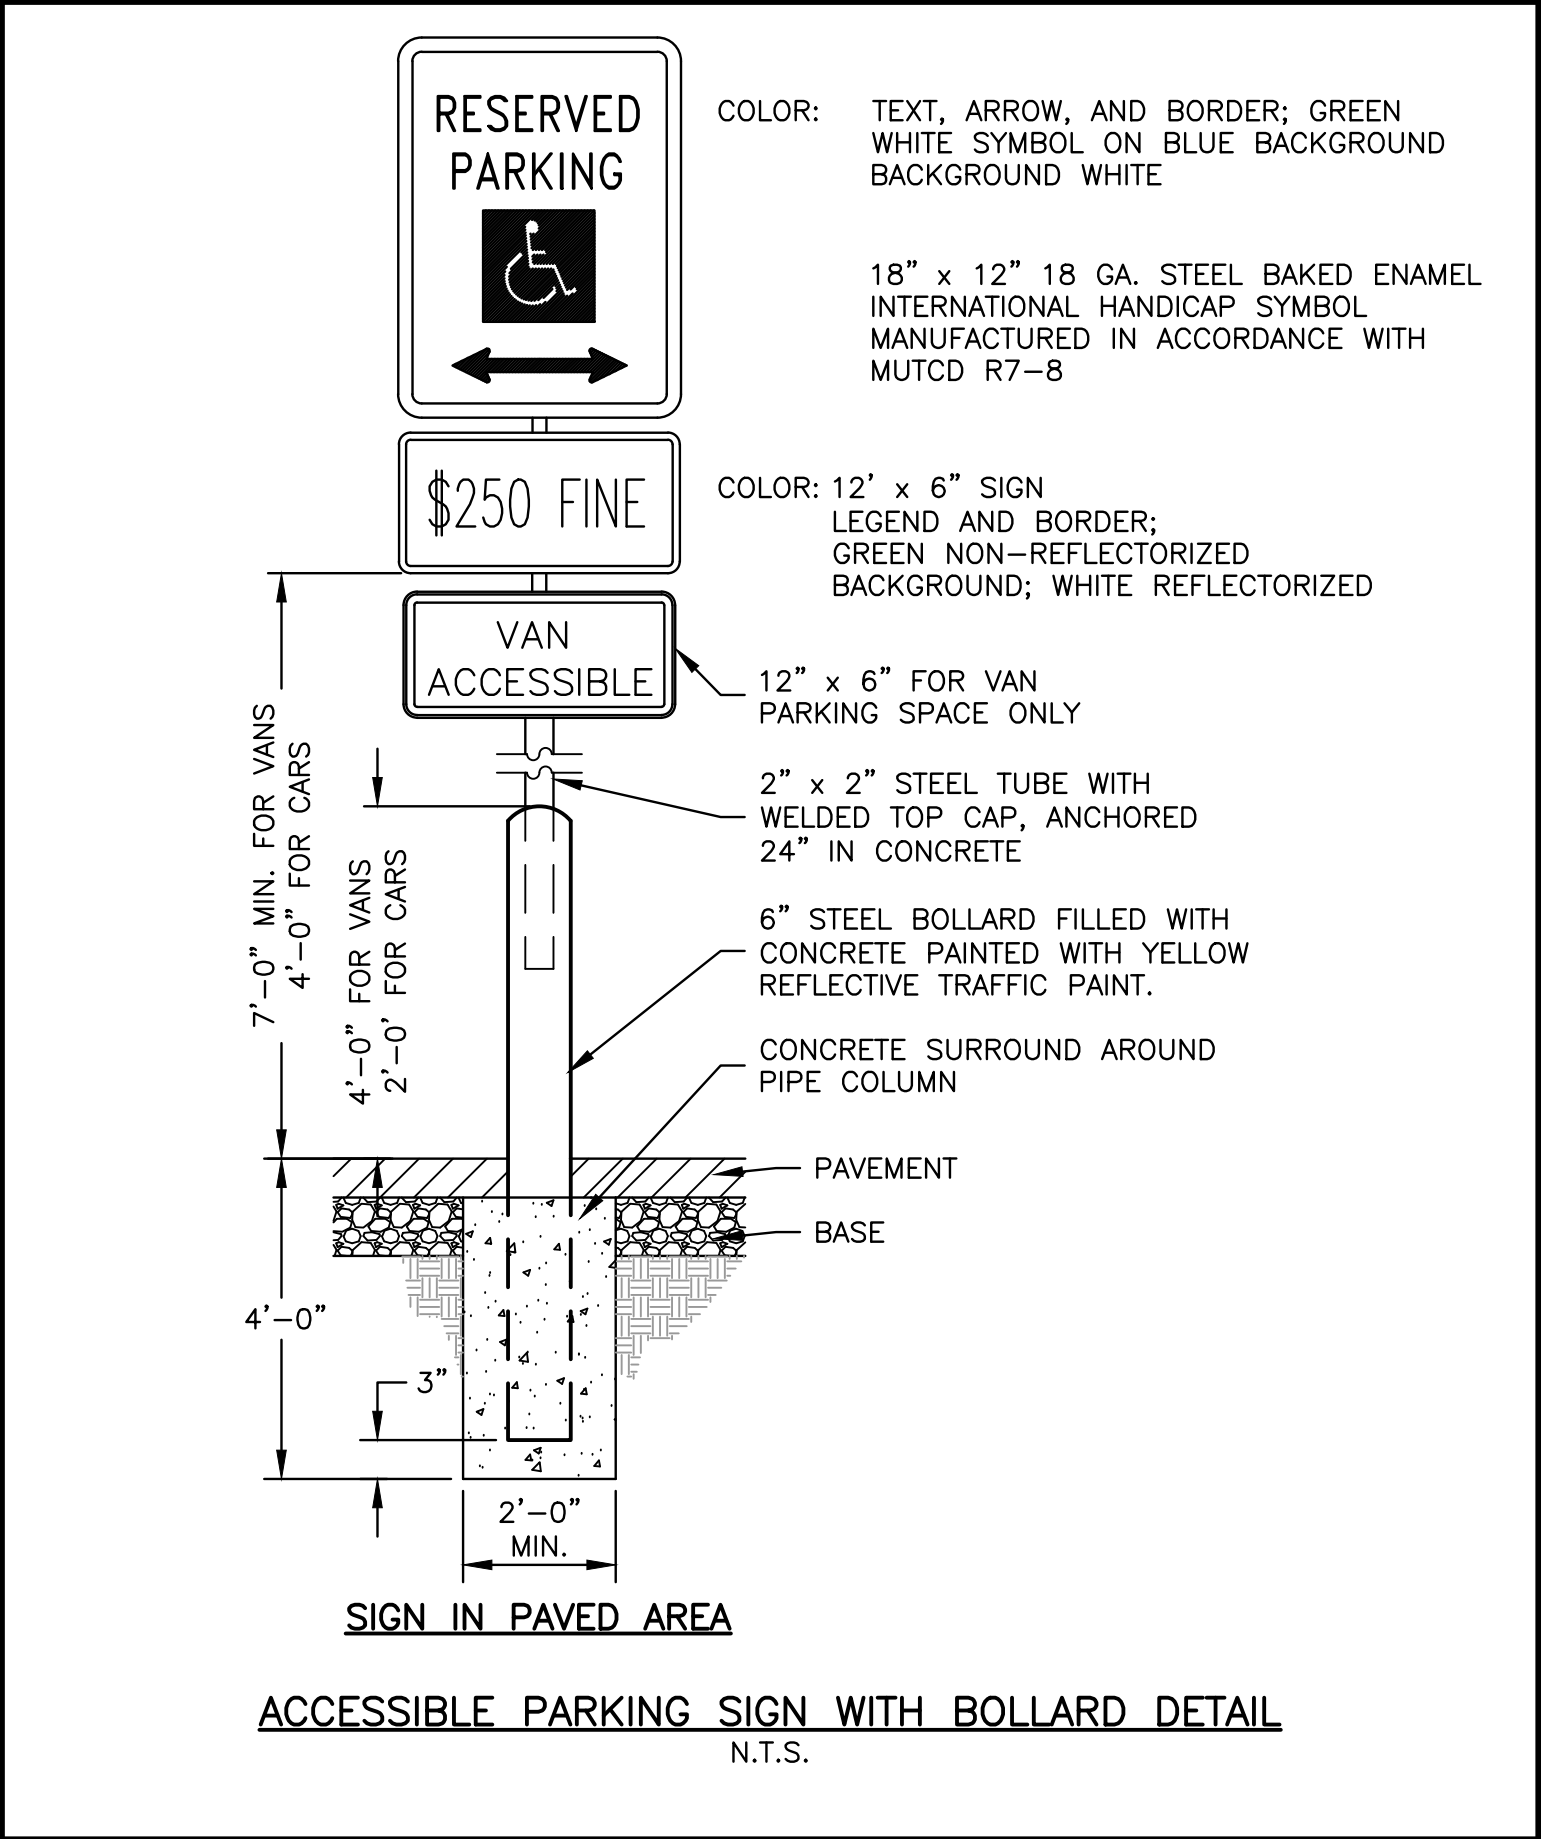 RESERVED
PARKING
COLOR: TEXT, ARROW, AND BORDER; GREEN
WHITE SYMBOL ON BLUE BACKGROUND
BACKGROUND WHITE
18” x 12” 18 GA. STEEL BAKED ENAMEL
INTERNATIONAL HANDICAP SYMBOL
MANUFACTURED IN ACCORDANCE WITH
MUTCD R7–8
$250 FINE
COLOR: 12’ x 6” SIGN
LEGEND AND BORDER;
GREEN NON–REFLECTORIZED
BACKGROUND; WHITE REFLECTORIZED
VAN
ACCESSIBLE
12” x 6” FOR VAN
PARKING SPACE ONLY
2” x 2” STEEL TUBE WITH
WELDED TOP CAP, ANCHORED
24” IN CONCRETE
7’–0” MIN. FOR VANS
4’–0” FOR CARS
4’–0” FOR VANS
2’–0’ FOR CARS
6” STEEL BOLLARD FILLED WITH
CONCRETE PAINTED WITH YELLOW
REFLECTIVE TRAFFIC PAINT.
CONCRETE SURROUND AROUND
PIPE COLUMN
PAVEMENT
BASE
4’–0”
3”
2’–0”
MIN.
SIGN IN PAVED AREA
ACCESSIBLE PARKING SIGN WITH BOLLARD DETAIL
N.T.S.